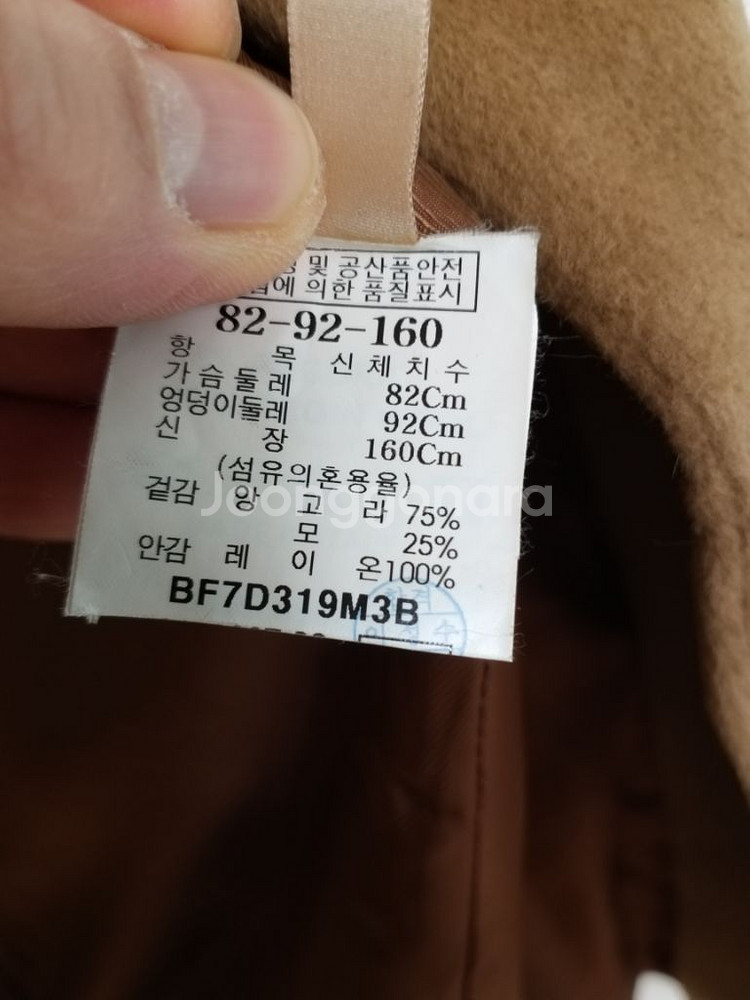 및 공산품안전
에 의한 품질표시
82-92-160
항 목 신체치수
가슴둘레 82Cm
엉덩이둘레 92Cm
신 장 160Cm
(섬유의혼용율)
겉감 앙 고 라 75%
모 25%
안감 레 이 온100%
BF7D319M3B
합격
Joonggonara